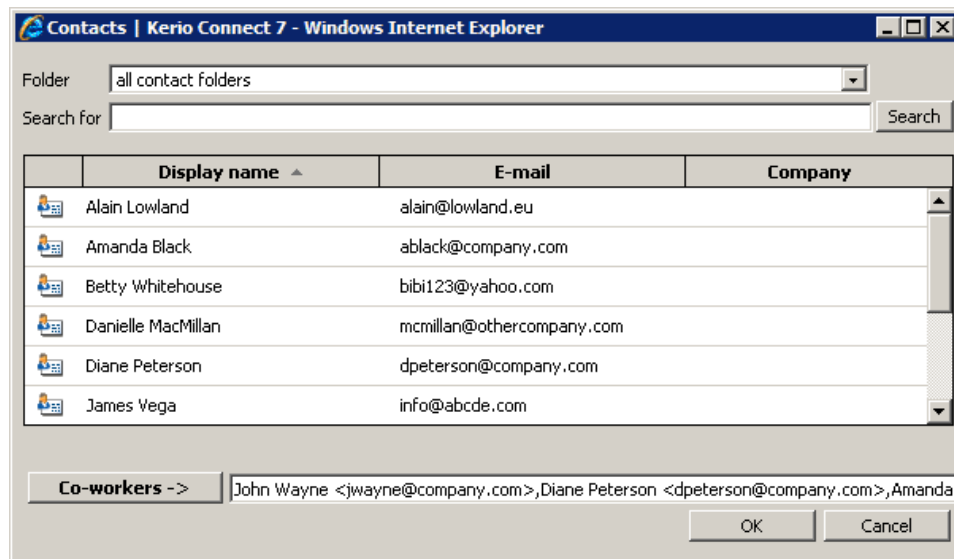 Contacts | Kerio Connect 7 - Windows Internet Explorer
Folder all contact folders
Search for Search
Display name E-mail Company
Alain Lowland alain@lowland.eu
Amanda Black ablack@company.com
Betty Whitehouse bibi123@yahoo.com
Danielle MacMillan mcmillan@othercompany.com
Diane Peterson dpeterson@company.com
James Vega info@abcde.com
Co-workers -> John Wayne <jwayne@company.com>,Diane Peterson <dpeterson@company.com>,Amanda
OK Cancel